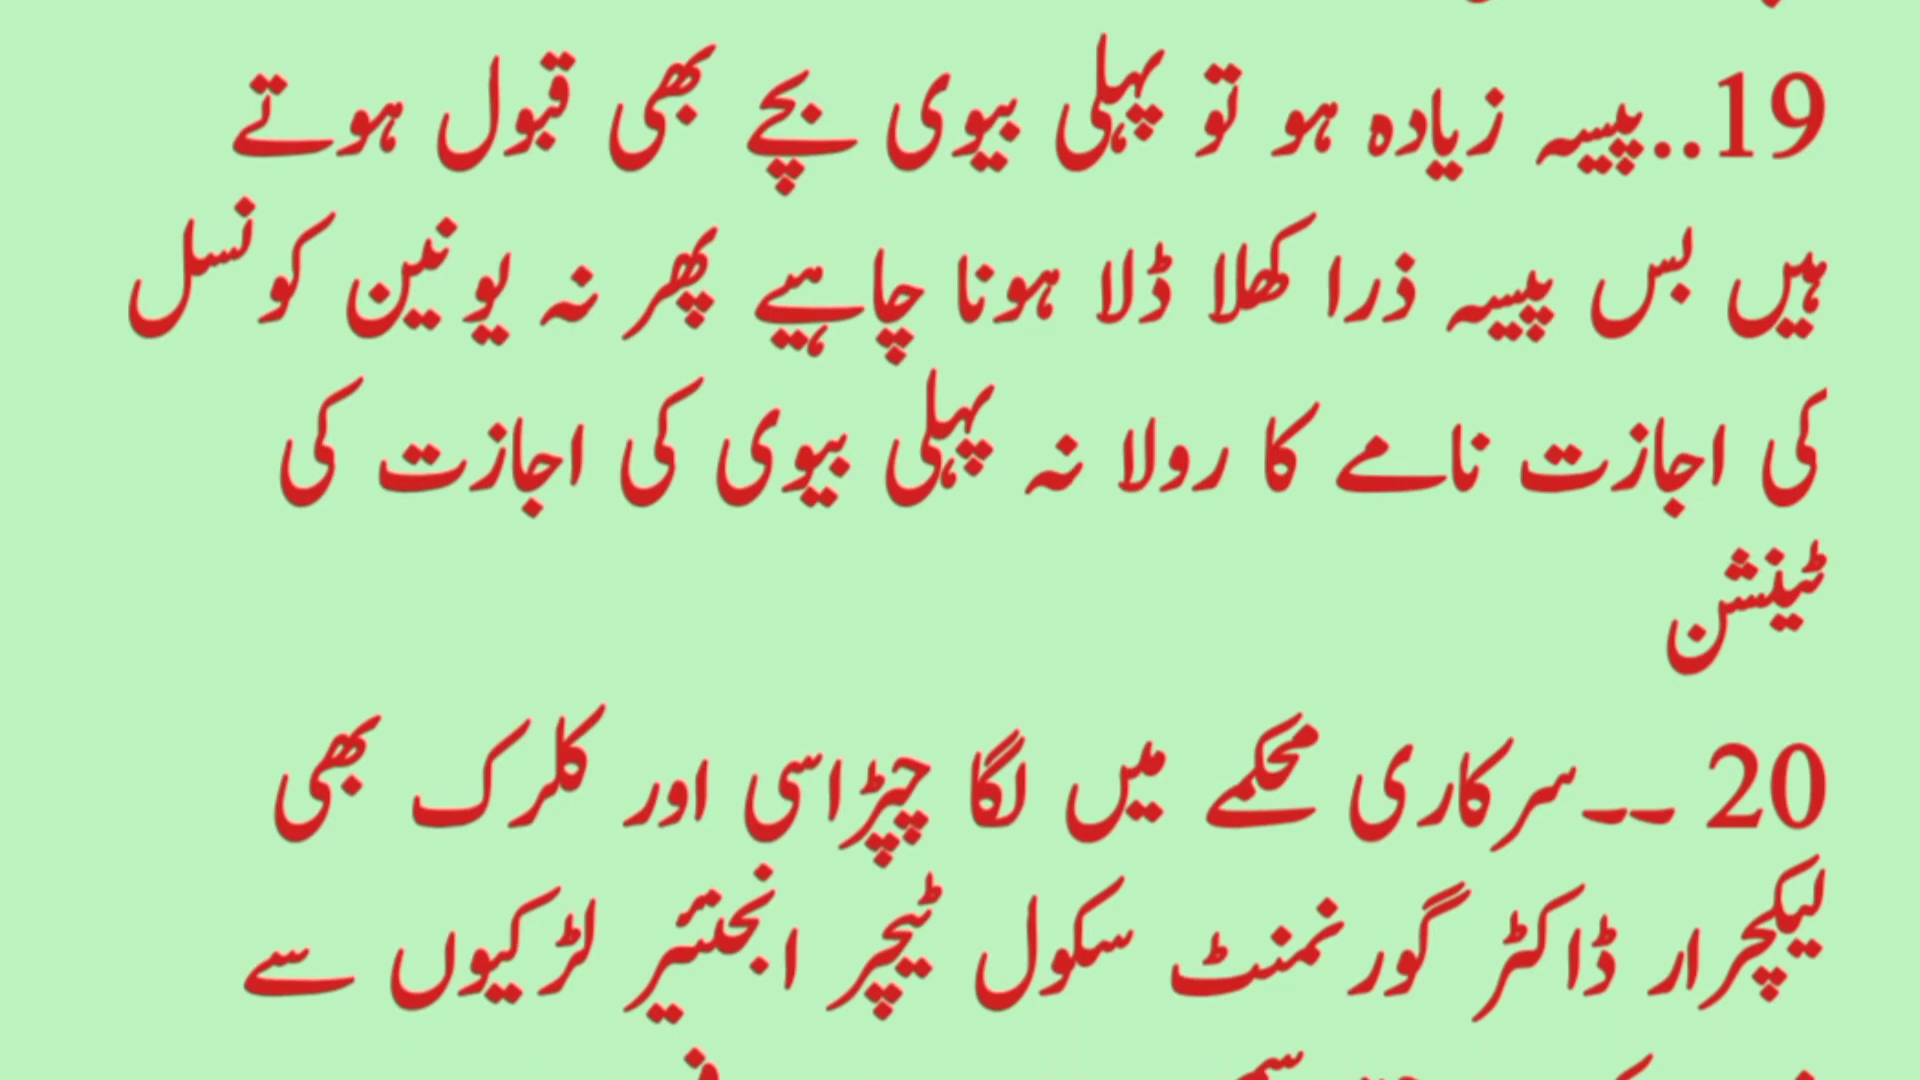 19..پیسہ زیادہ ہو تو پہلی بیوی بچے بھی قبول ہوتے
ہیں بس پیسہ ذرا کھلا ڈلا ہونا چاہیے پھر نہ یونین کونسل
کی اجازت نامے کا رولا نہ پہلی بیوی کی اجازت کی
ٹینشن
20 ۔۔سرکاری محکمے میں لگا چپڑاسی اور کلرک بھی
لیکچرار ڈاکٹر گورنمنٹ سکول ٹیچر انجئنیر لڑکیوں سے